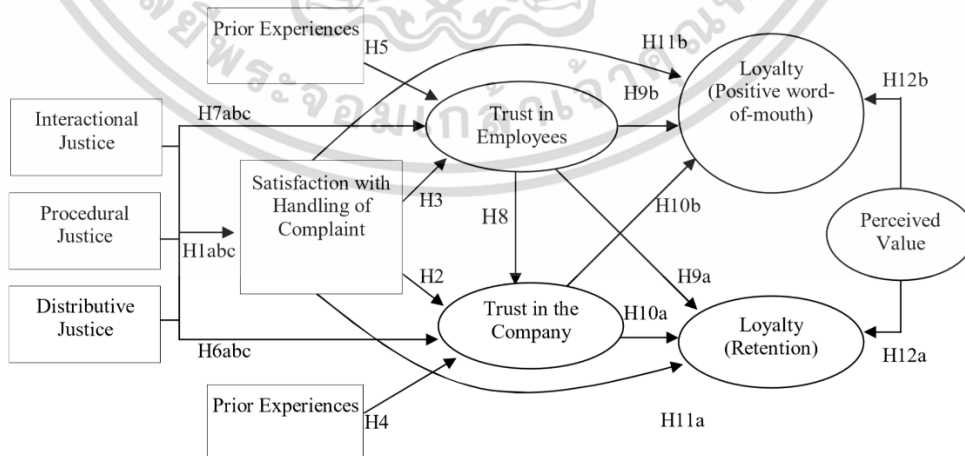 Prior Experiences
H5
H11b
Loyalty
(Positive word-
of-mouth)
H12b
H9b
Interactional
Justice
H7abc
Trust in
Employees
Satisfaction with
Handling of
Complaint
H3
H8
H10b
Procedural
Justice
H1abc
Perceived
Value
H2
H9a
Distributive
Justice
Trust in the
Company
H10a
Loyalty
(Retention)
H6abc
H12a
Prior Experiences
H4
H11a